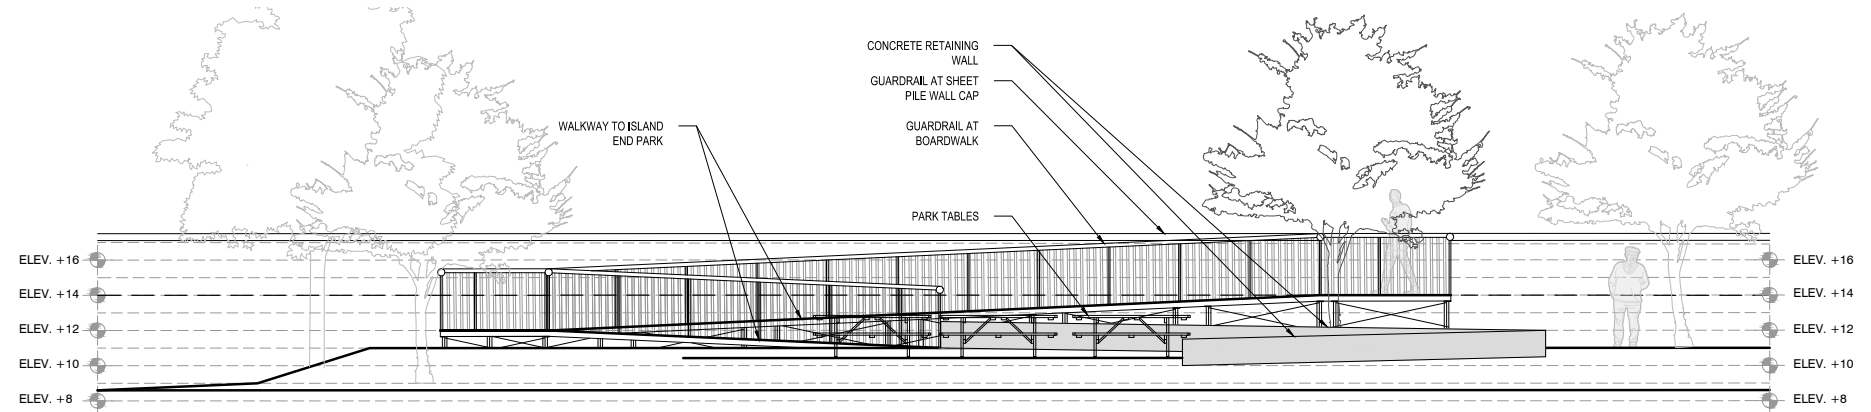 CONCRETE RETAINING
WALL
GUARDRAIL AT SHEET
PILE WALL CAP
WALKWAY TO ISLAND
END PARK
GUARDRAIL AT
BOARDWALK
PARK TABLES
ELEV. +16
ELEV. +16
ELEV. +14
ELEV. +14
ELEV. +12
ELEV. +12
ELEV. +10
ELEV. +10
ELEV. +8
ELEV. +8